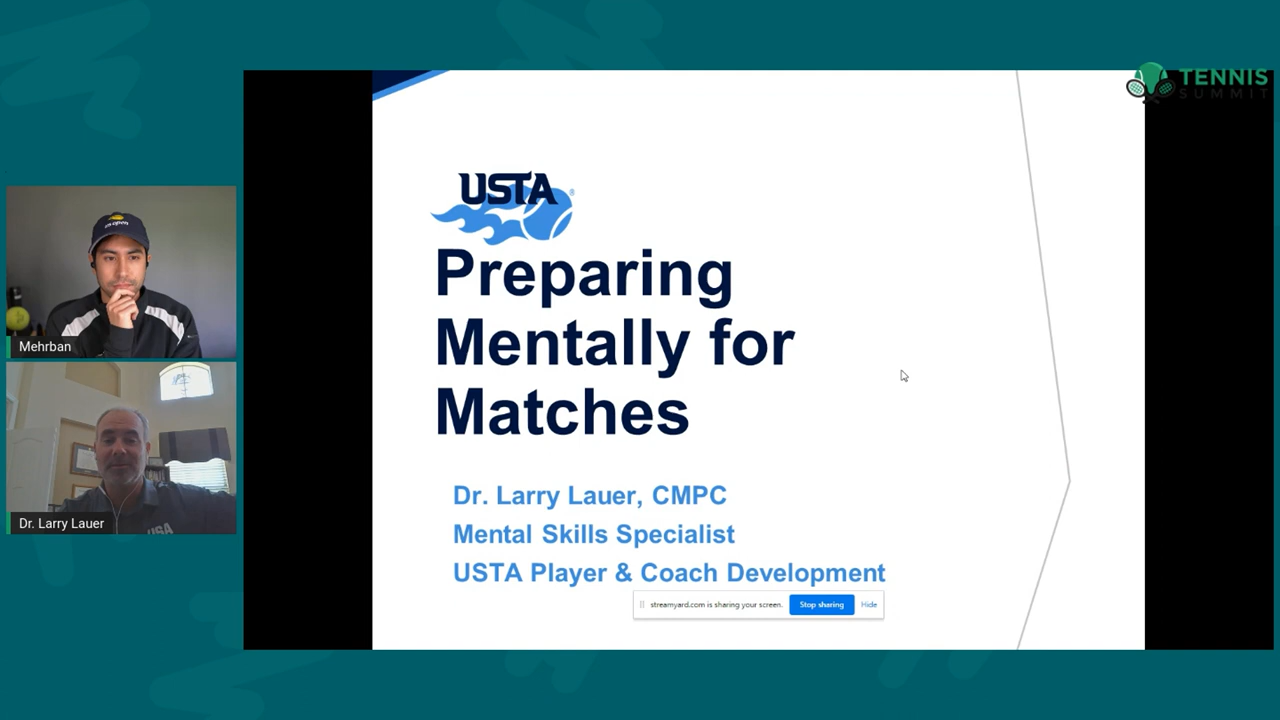 TENNIS
SUMMIT
USTA
Preparing
Mentally for
Matches
Dr. Larry Lauer, CMPC
Mental Skills Specialist
USTA Player & Coach Development
streamyard.com is sharing your screen.
Stop sharing
Hide
Mehrban
Dr. Larry Lauer
USA